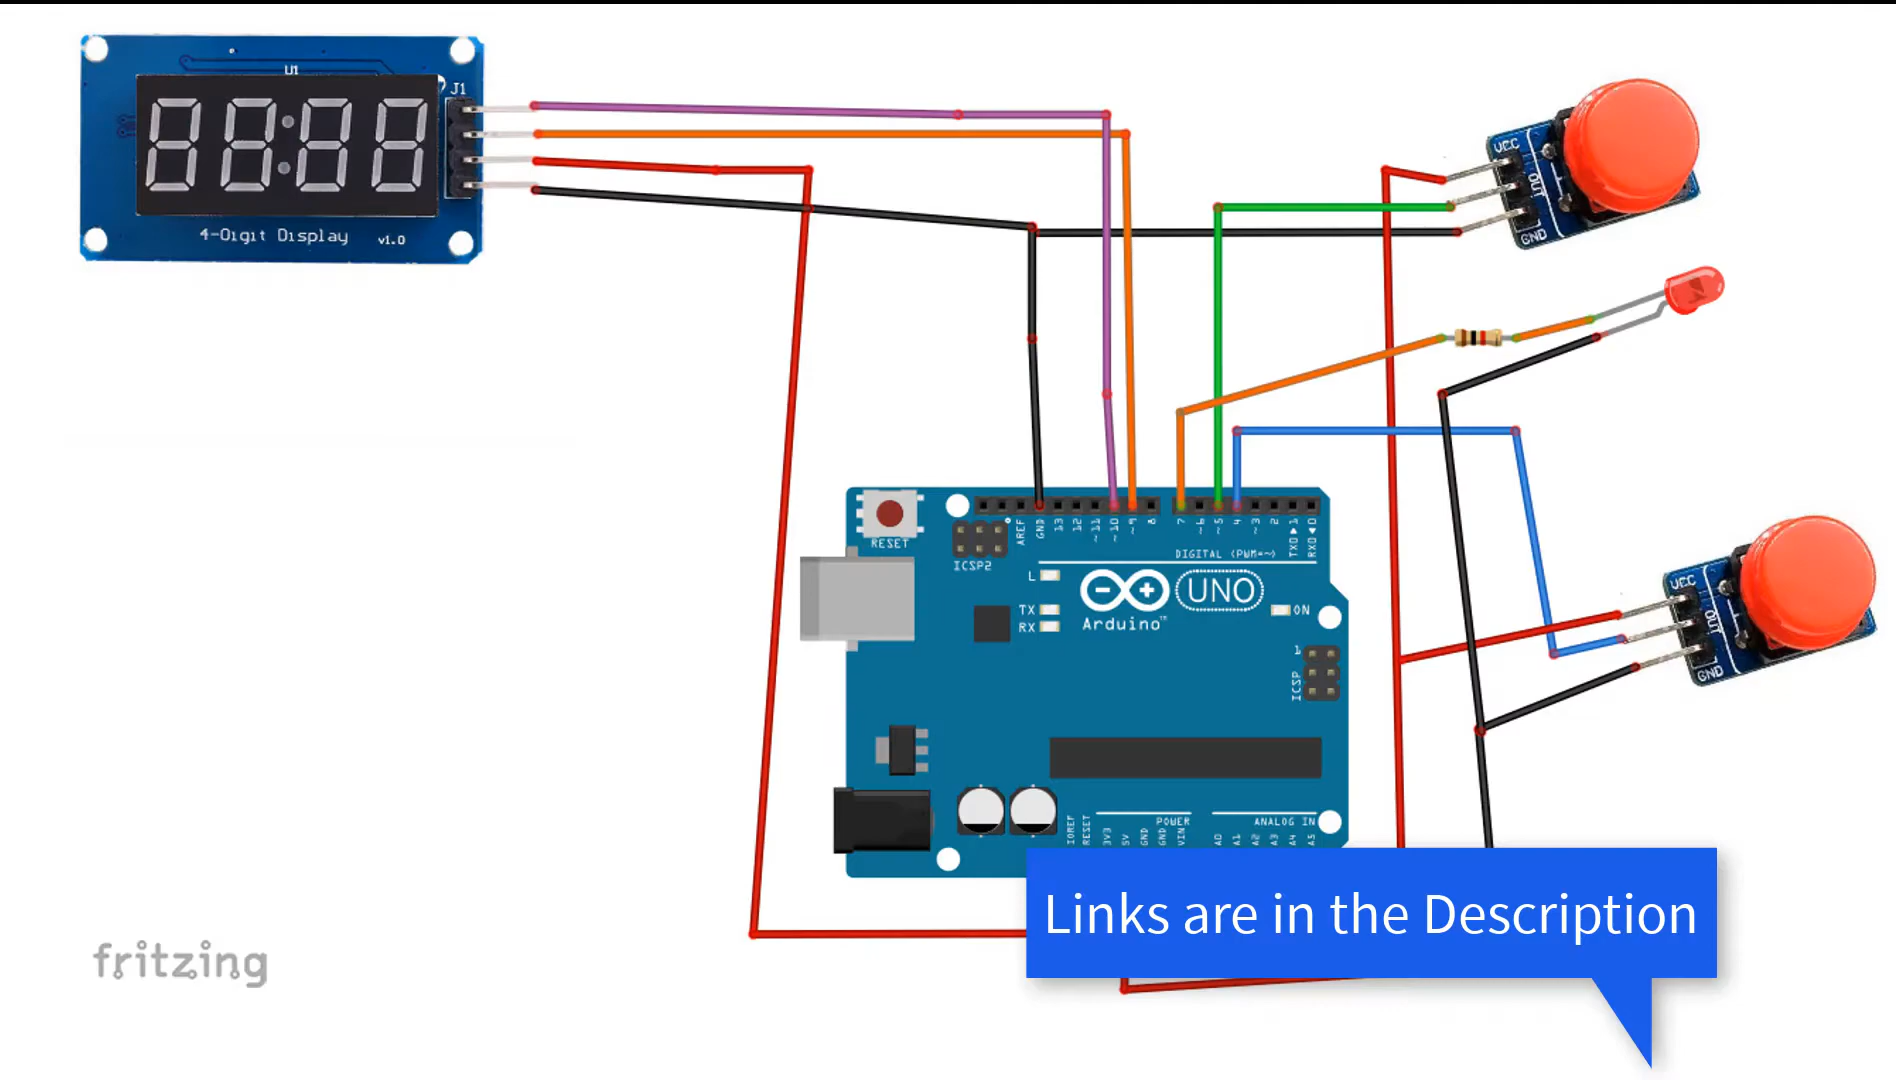 U1
J1
4-Digit Display v1.0
VCC
OUT
GND
RESET
ICSP2
AREF
GND
13
12
~11
~10
~9
8
7
~6
~5
4
~3
2
TX0▶1
RX0◀0
DIGITAL (PWM=~)
L
TX
RX
UNO
ON
Arduino™
1
ICSP
VCC
OUT
GND
IOREF
RESET
3V3
5V
GND
GND
VIN
POWER
A0
A1
A2
A3
A4
A5
ANALOG IN
Links are in the Description
fritzing